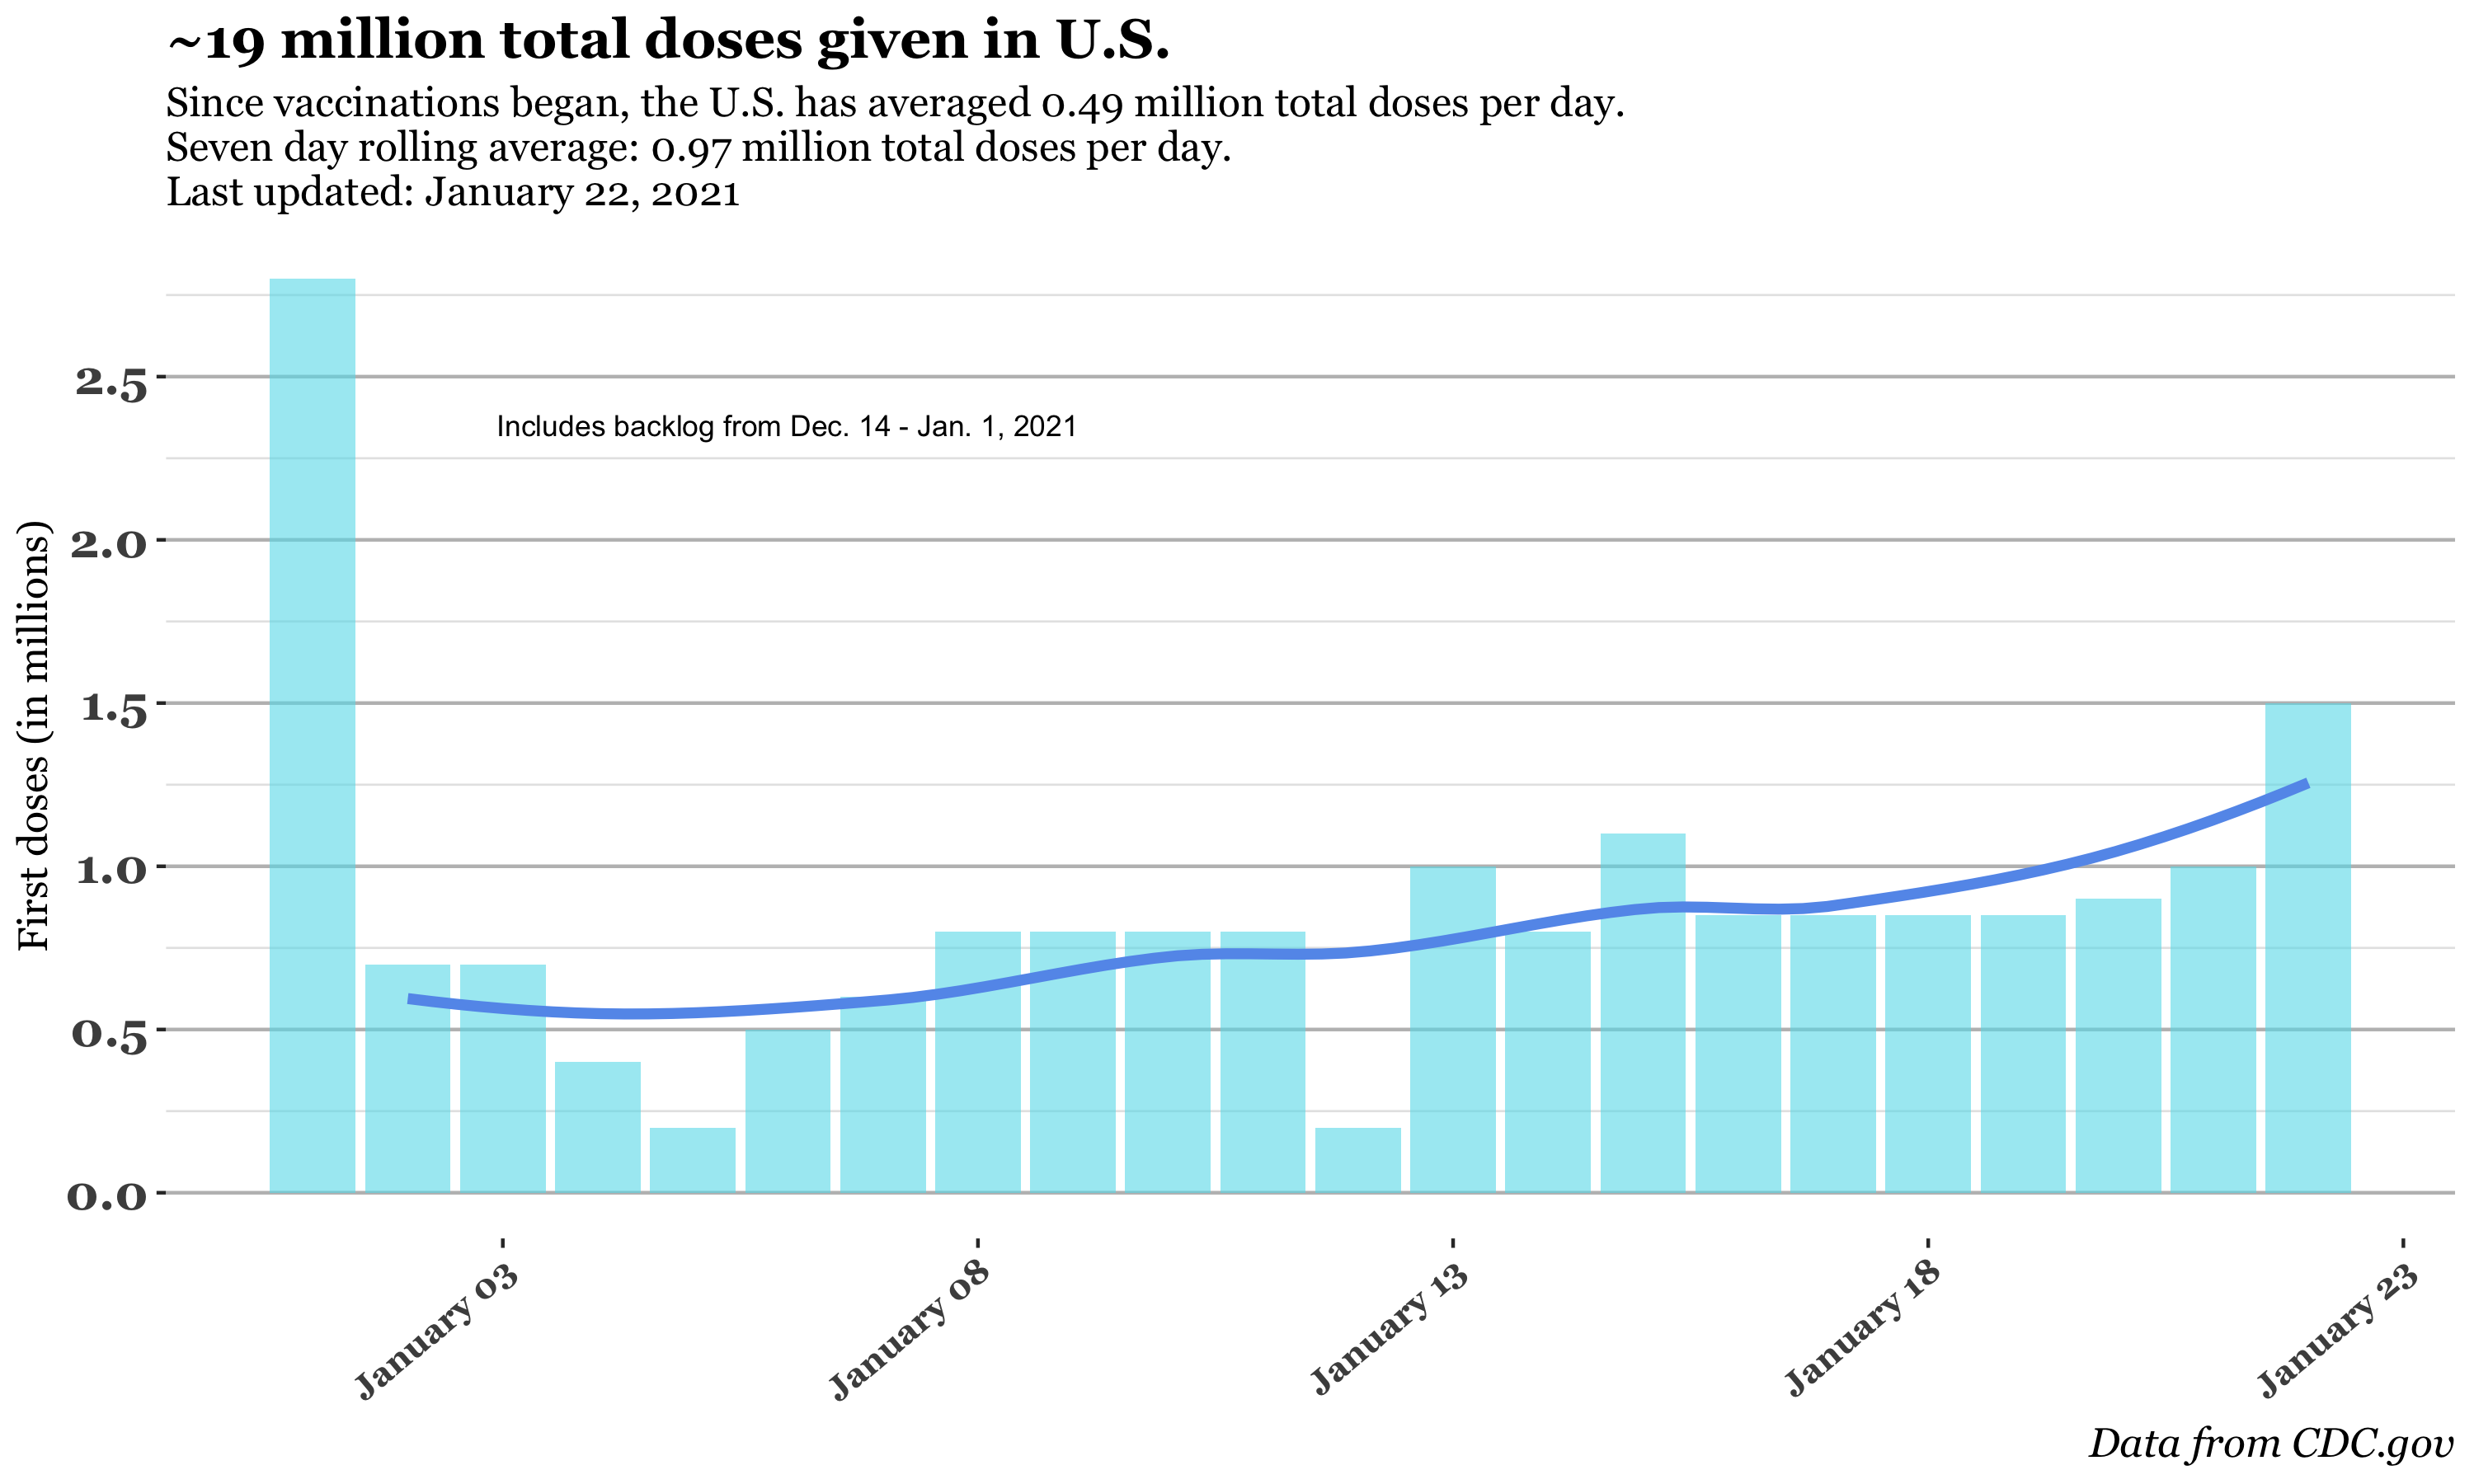 ~19 million total doses given in U.S.
Since vaccinations began, the U.S. has averaged 0.49 million total doses per day.
Seven day rolling average: 0.97 million total doses per day.
Last updated: January 22, 2021
First doses (in millions)
2.5
2.0
1.5
1.0
0.5
0.0
Includes backlog from Dec. 14 - Jan. 1, 2021
January 03
January 08
January 13
January 18
January 23
Data from CDC.gov